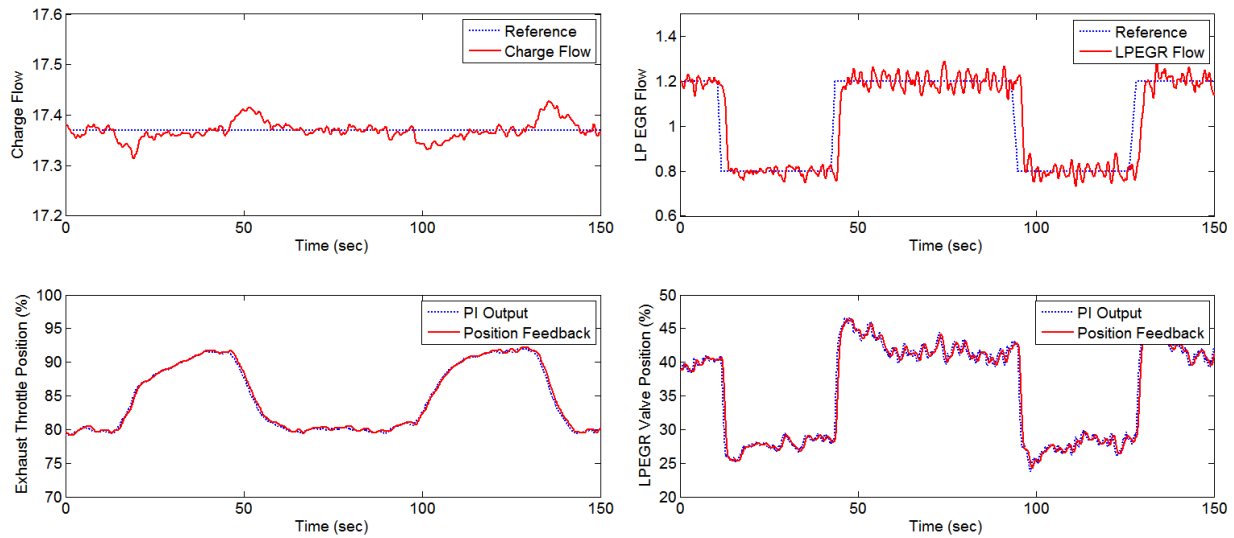 17.6
17.5
17.4
17.3
17.2
Charge Flow
Reference
Charge Flow
0
50
100
150
Time (sec)
1.4
1.2
1
0.8
0.6
LP EGR Flow
Reference
LPEGR Flow
0
50
100
150
Time (sec)
100
95
90
85
80
75
70
Exhaust Throttle Position (%)
PI Output
Position Feedback
0
50
100
150
Time (sec)
50
45
40
35
30
25
20
LPEGR Valve Position (%)
PI Output
Position Feedback
0
50
100
150
Time (sec)